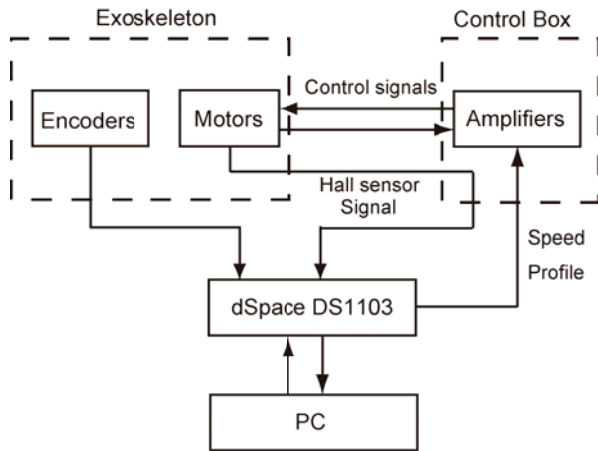 Exoskeleton
Control Box
Control signals
Encoders
Motors
Amplifiers
Hall sensor
Signal
Speed
Profile
dSpace DS1103
PC